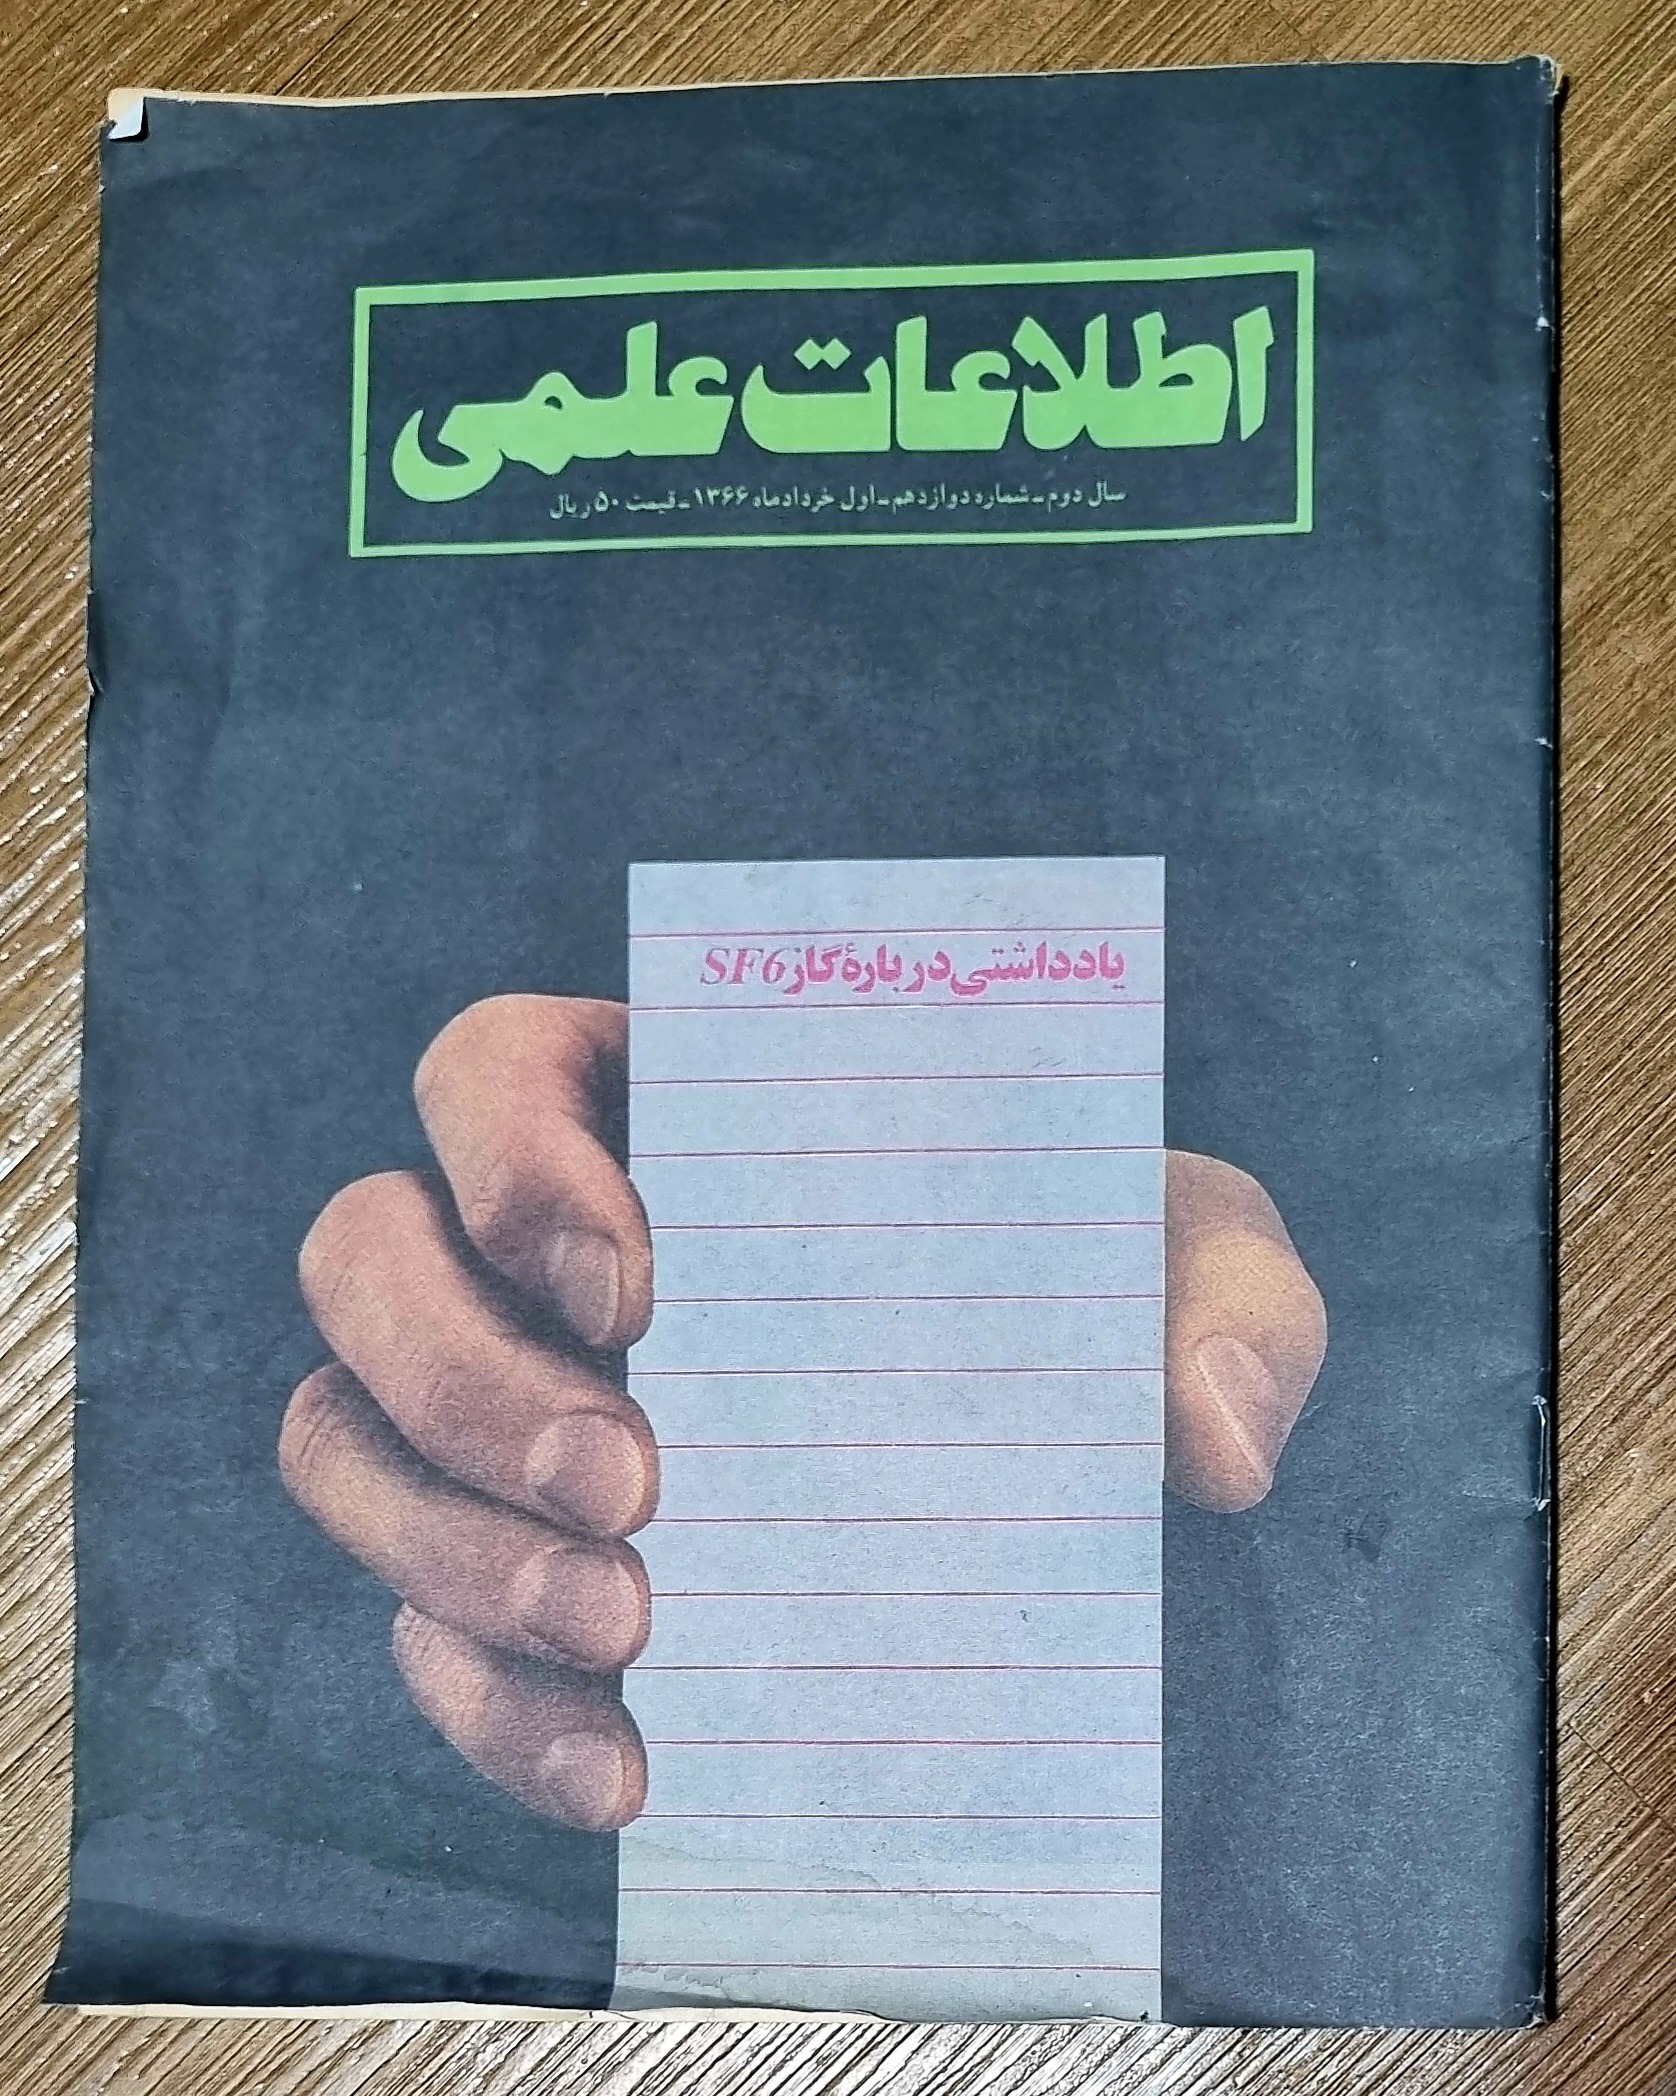 اطلاعات علمی
سال دوم ـ شماره دوازدهم ـ اول خردادماه ۱۳۶۶ ـ قیمت ۵۰ ریال
یادداشتی دربارهٔ گاز SF6